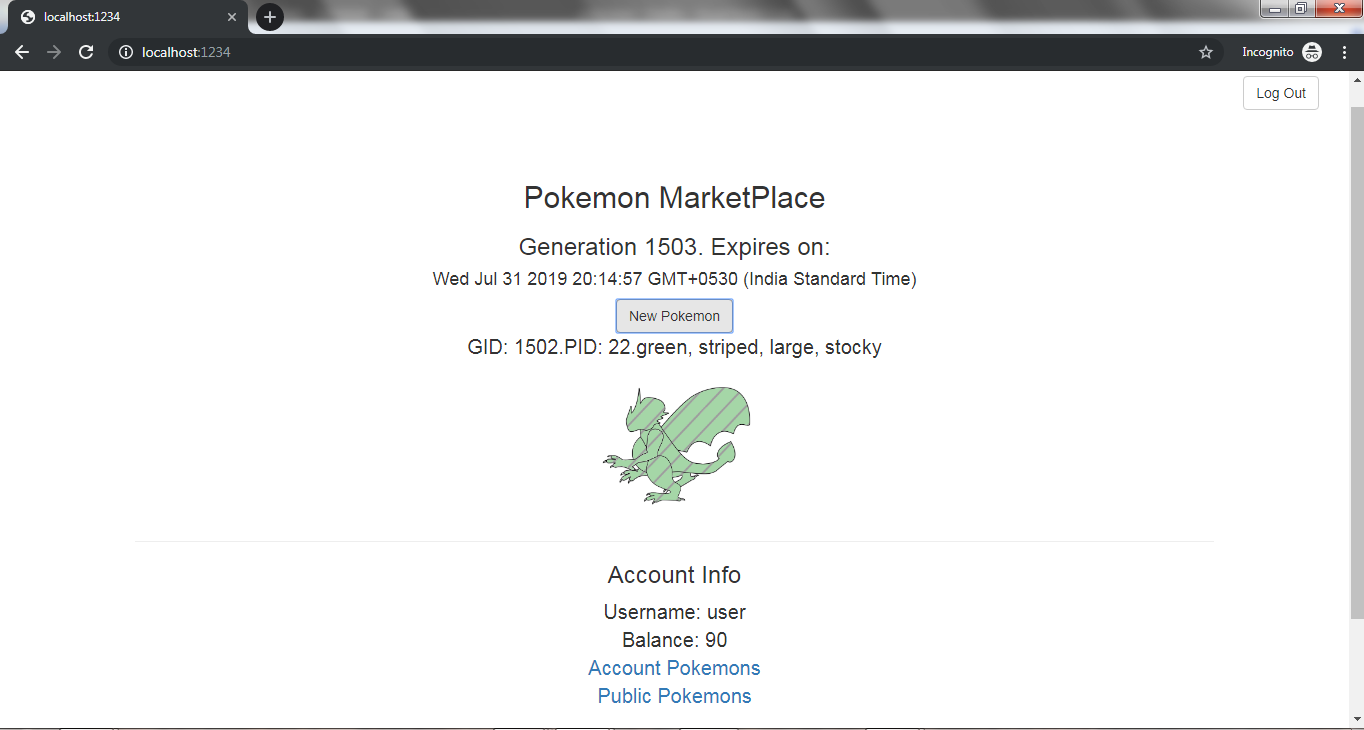 localhost:1234
localhost:1234
Incognito
Log Out
Pokemon MarketPlace
Generation 1503. Expires on:
Wed Jul 31 2019 20:14:57 GMT+0530 (India Standard Time)
New Pokemon
GID: 1502.PID: 22.green, striped, large, stocky
Account Info
Username: user
Balance: 90
Account Pokemons
Public Pokemons